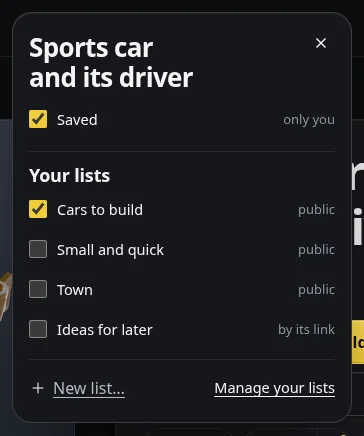 Sports car
and its driver
Saved only you
Your lists
Cars to build public
Small and quick public
Town public
Ideas for later by its link
+ New list... Manage your lists